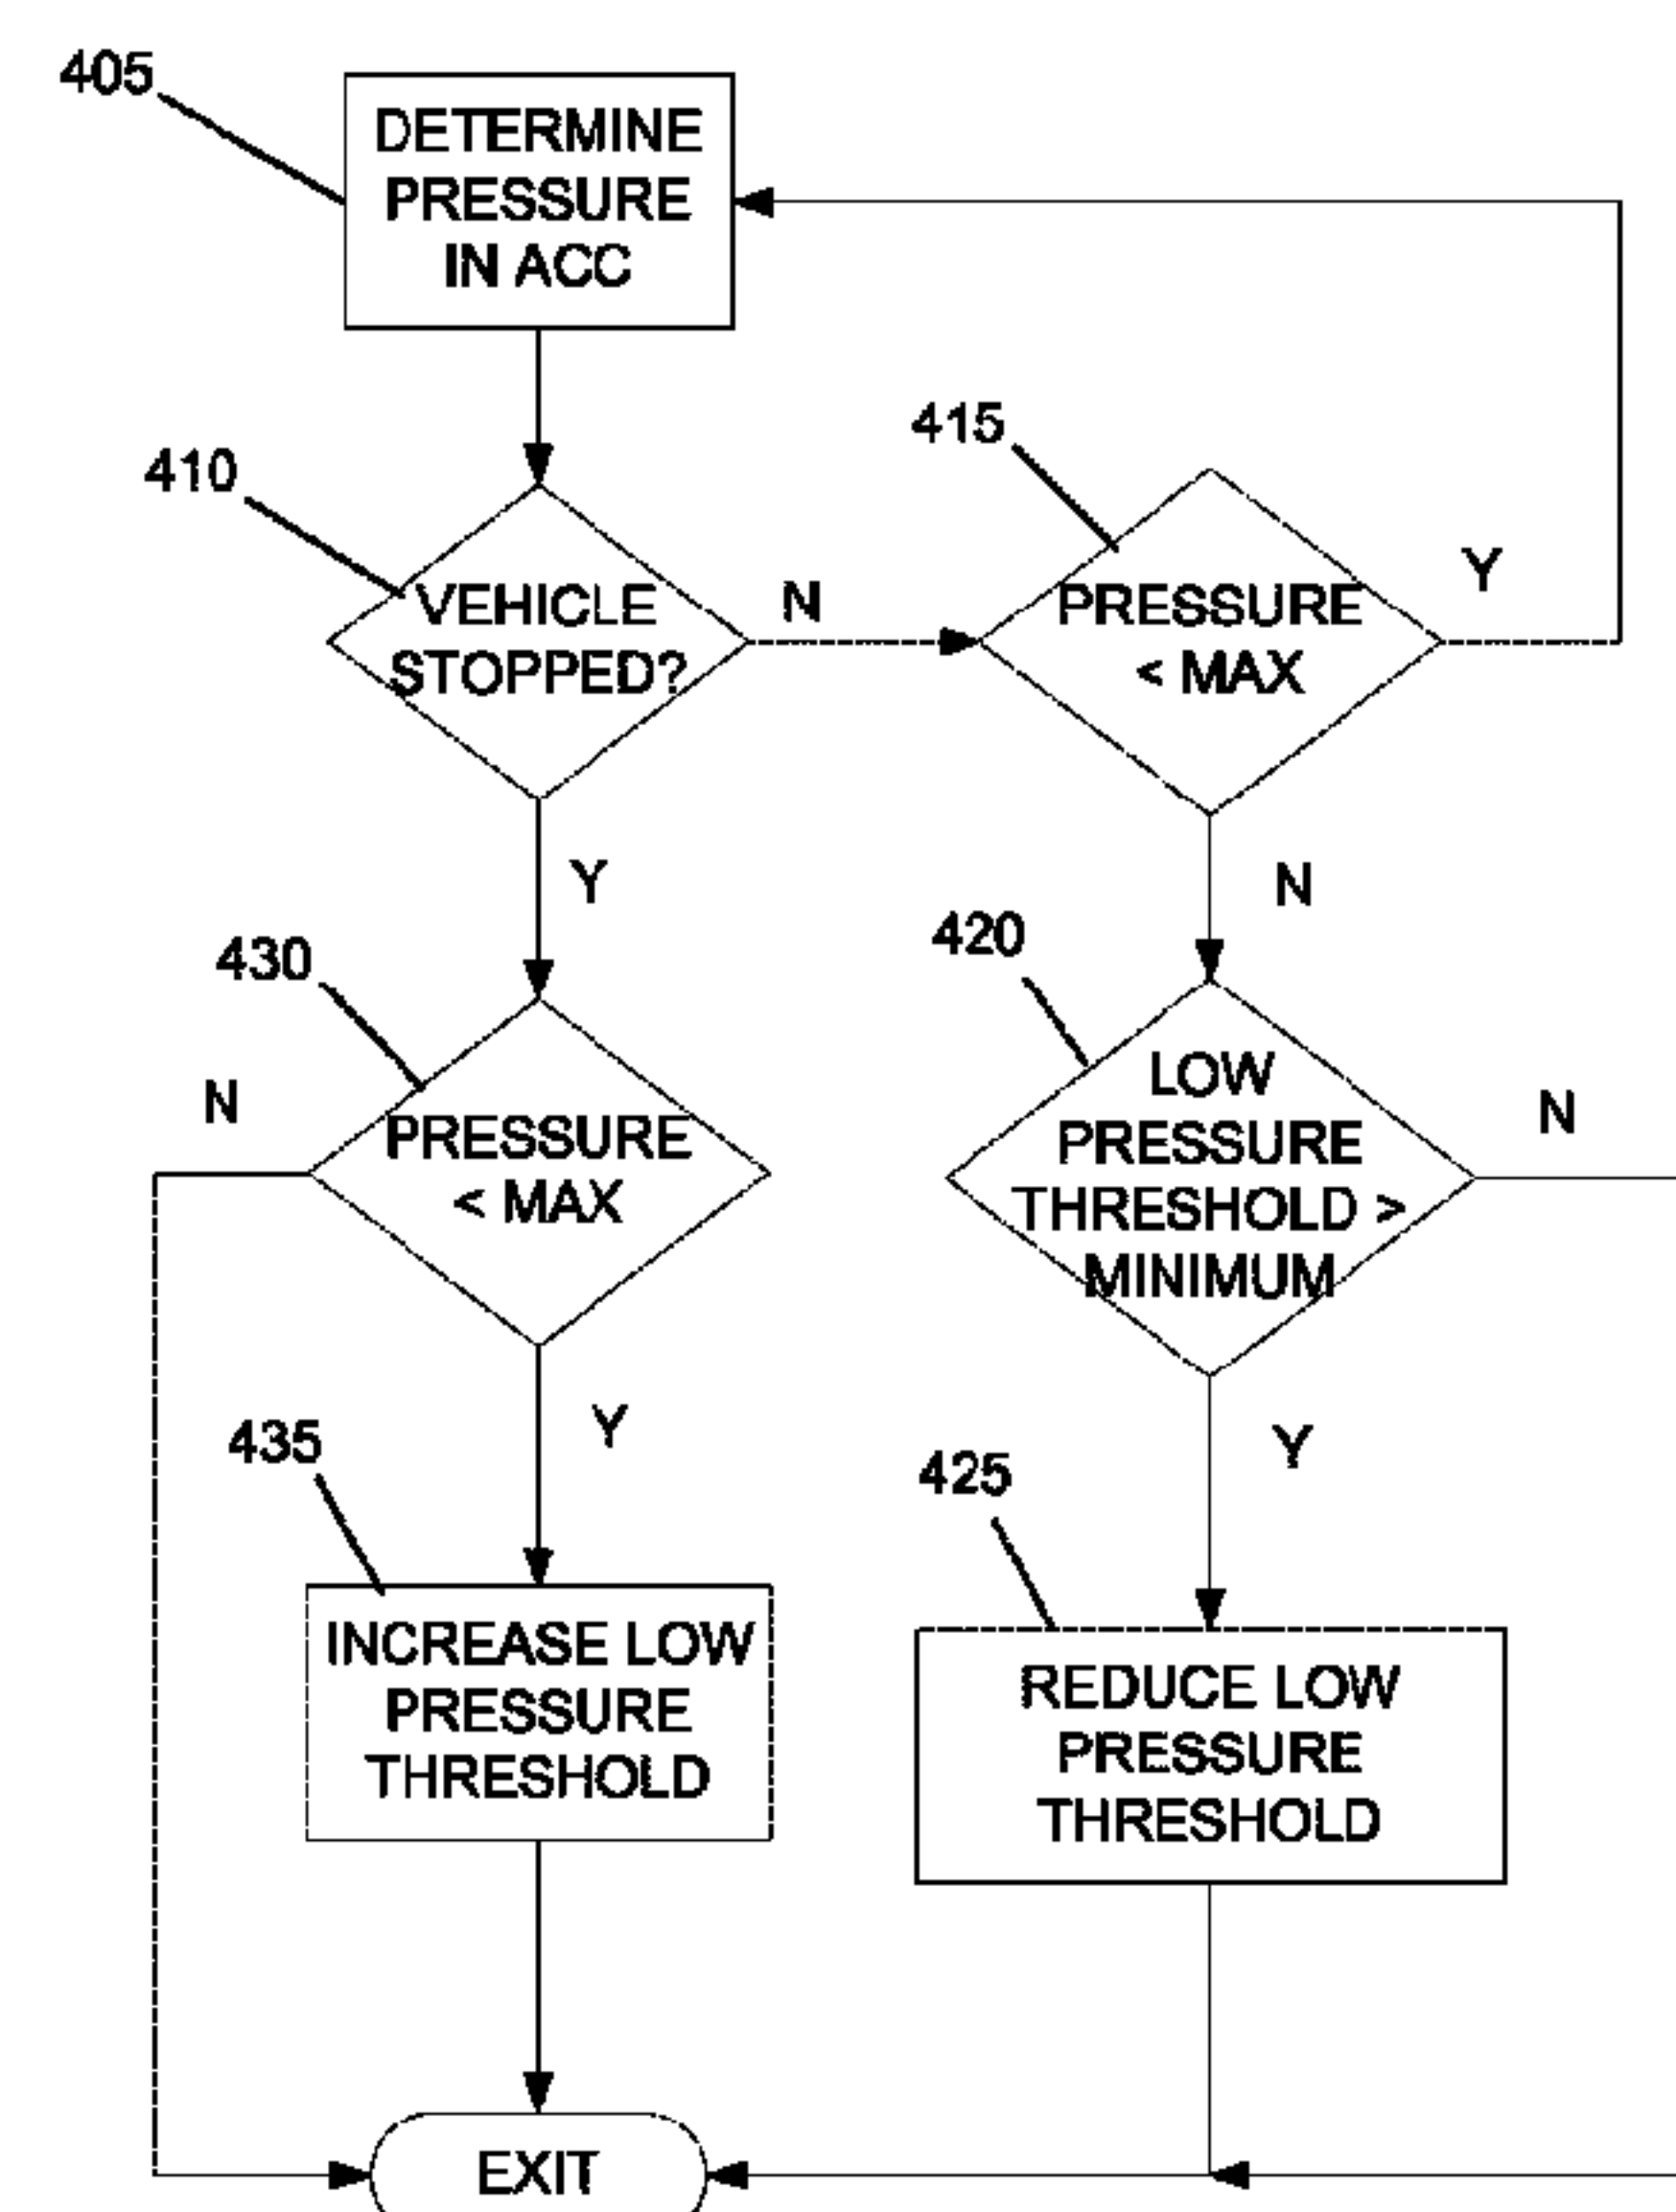 405
DETERMINE
PRESSURE
IN ACC
410
VEHICLE
STOPPED?
N
415
PRESSURE
< MAX
Y
Y
N
430
PRESSURE
< MAX
N
420
LOW
PRESSURE
THRESHOLD >
MINIMUM
N
Y
Y
435
INCREASE LOW
PRESSURE
THRESHOLD
425
REDUCE LOW
PRESSURE
THRESHOLD
EXIT